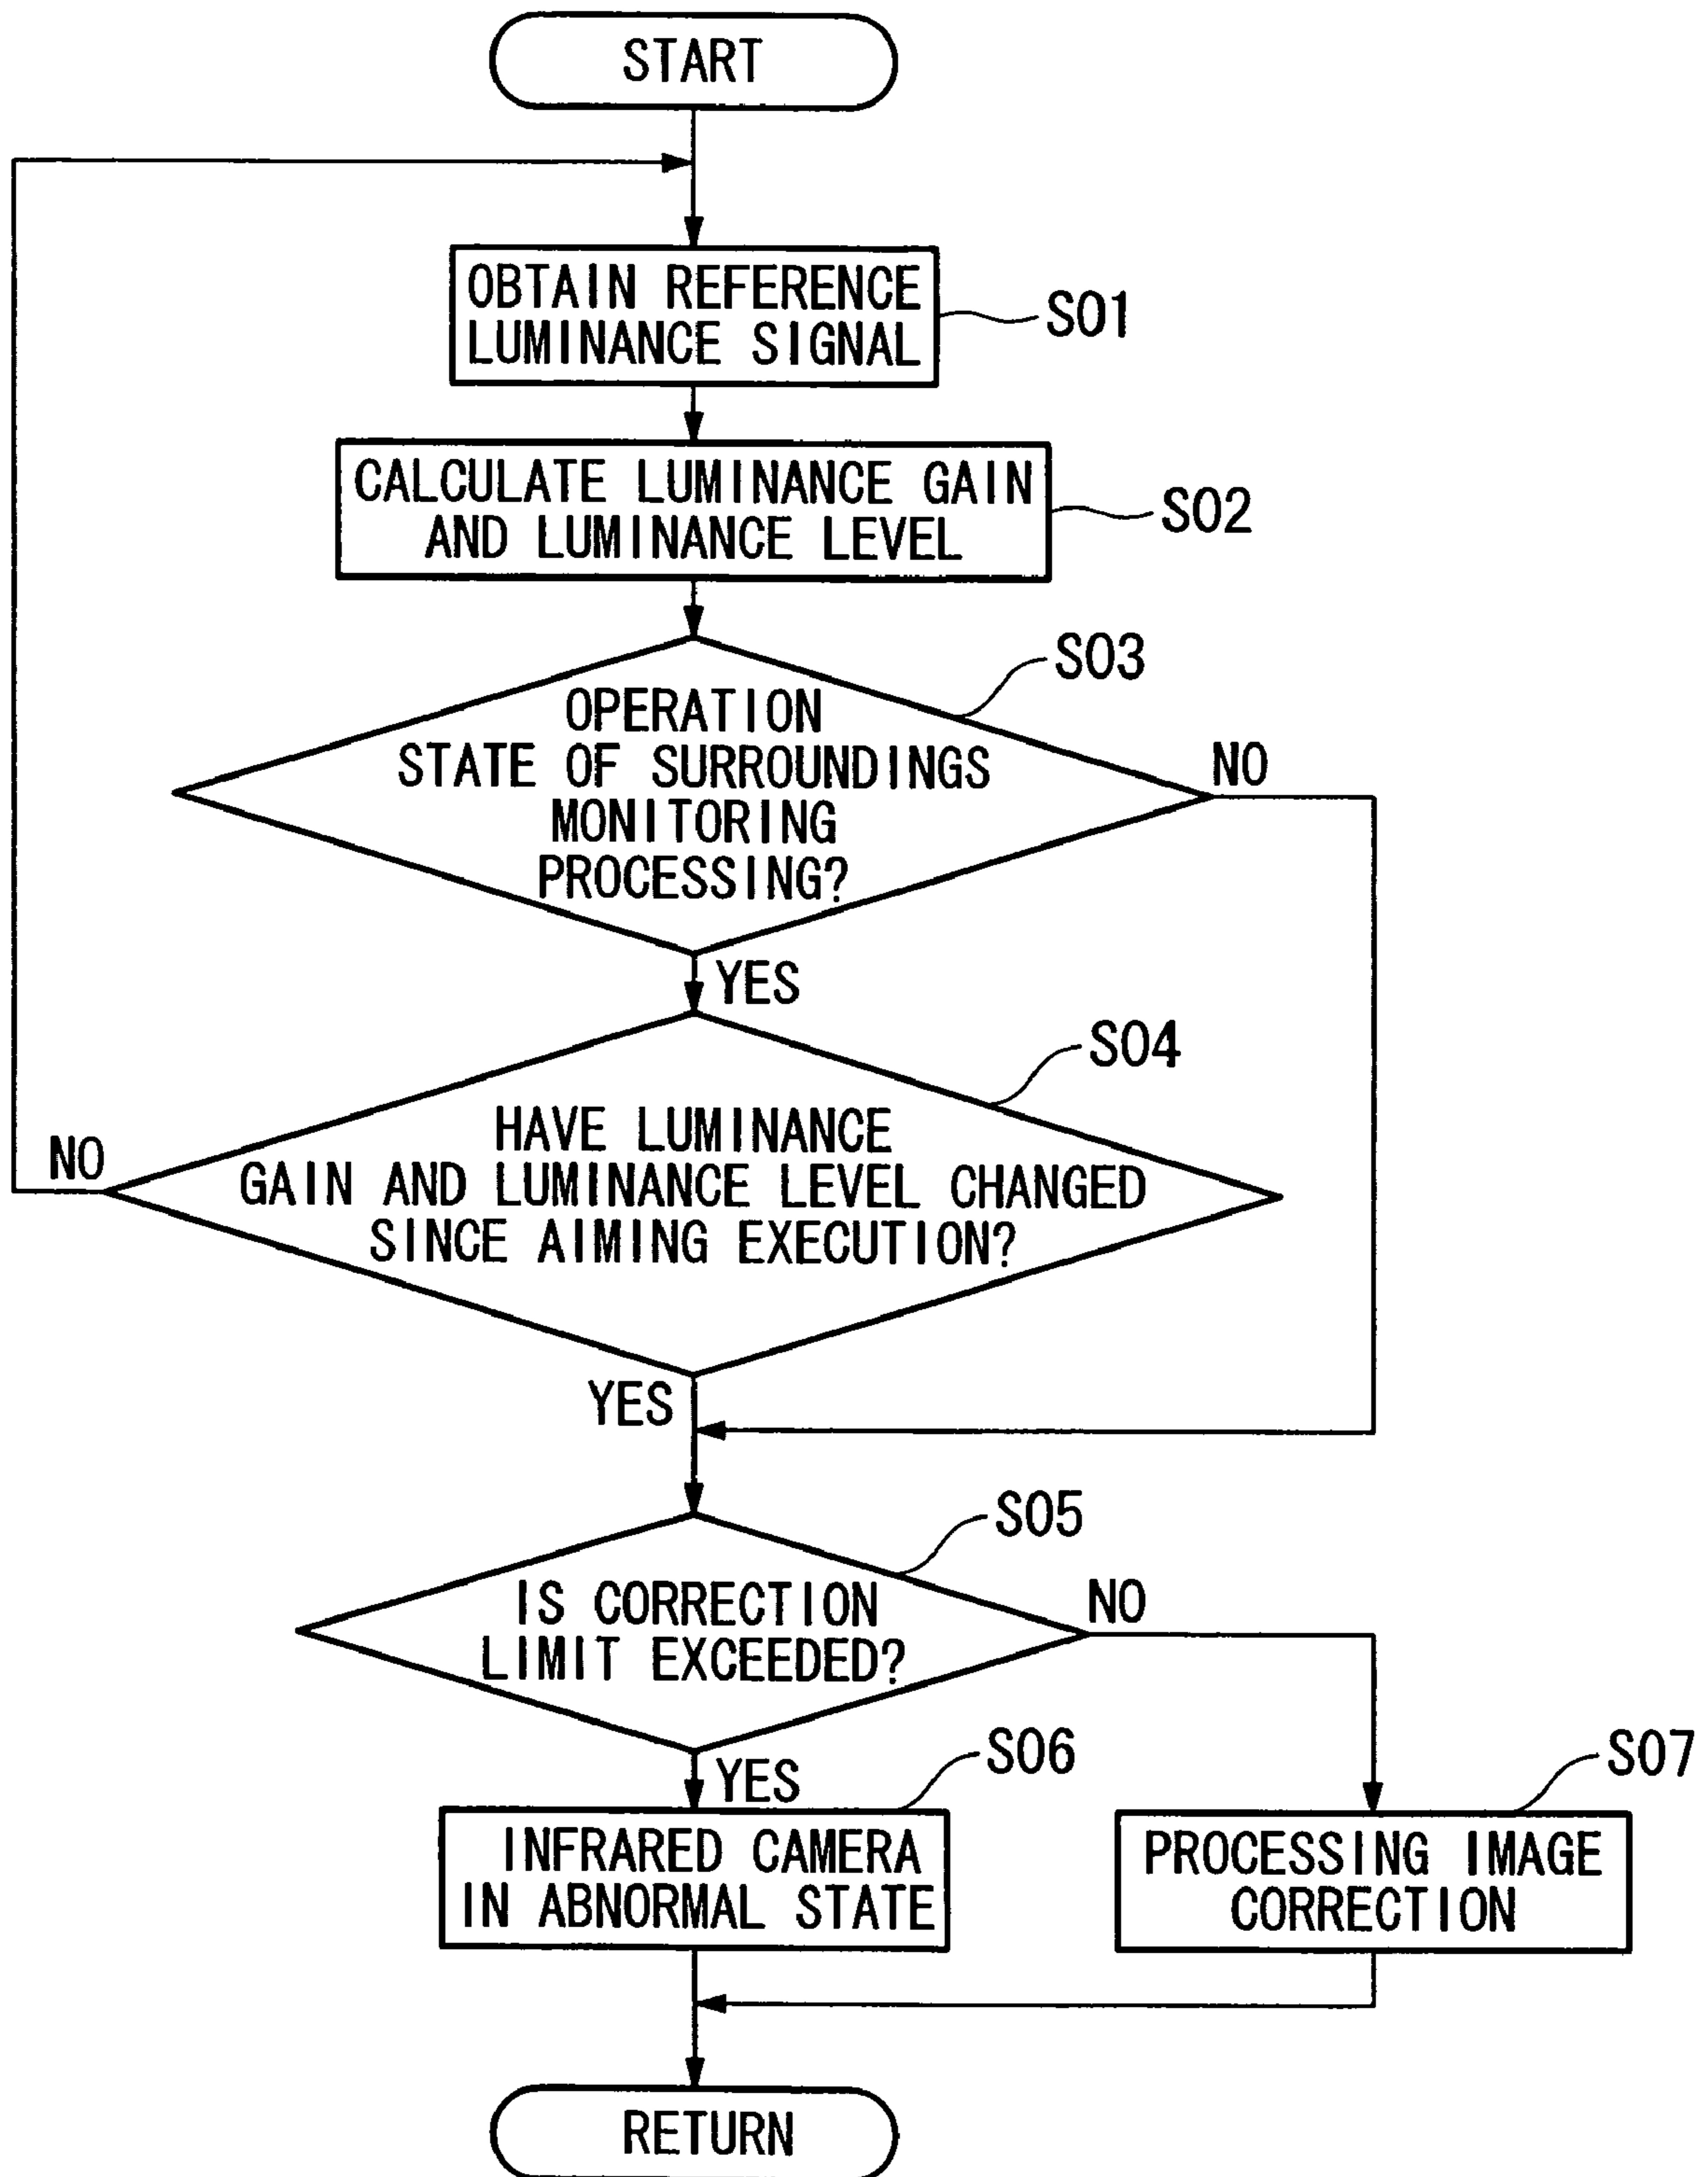 START
OBTAIN REFERENCE
LUMINANCE SIGNAL
S01
CALCULATE LUMINANCE GAIN
AND LUMINANCE LEVEL
S02
S03
OPERATION
STATE OF SURROUNDINGS
MONITORING
PROCESSING?
NO
YES
S04
HAVE LUMINANCE
GAIN AND LUMINANCE LEVEL CHANGED
SINCE AIMING EXECUTION?
NO
YES
S05
IS CORRECTION
LIMIT EXCEEDED?
NO
YES
S06
INFRARED CAMERA
IN ABNORMAL STATE
S07
PROCESSING IMAGE
CORRECTION
RETURN